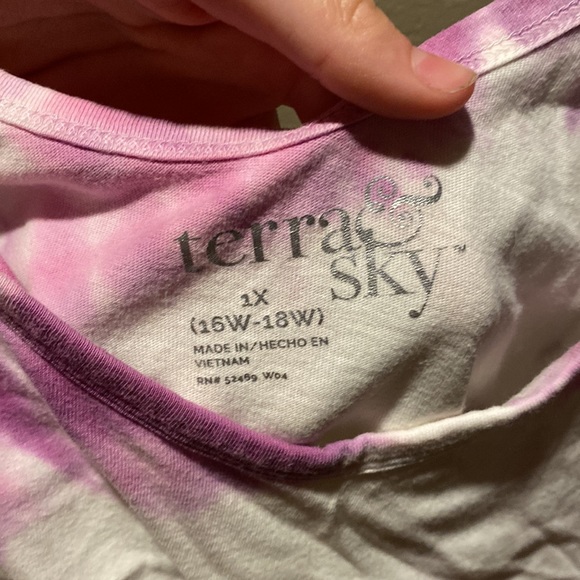 terra &
sky™
1X
(16W-18W)
MADE IN/HECHO EN
VIETNAM
RN# 52469 W04